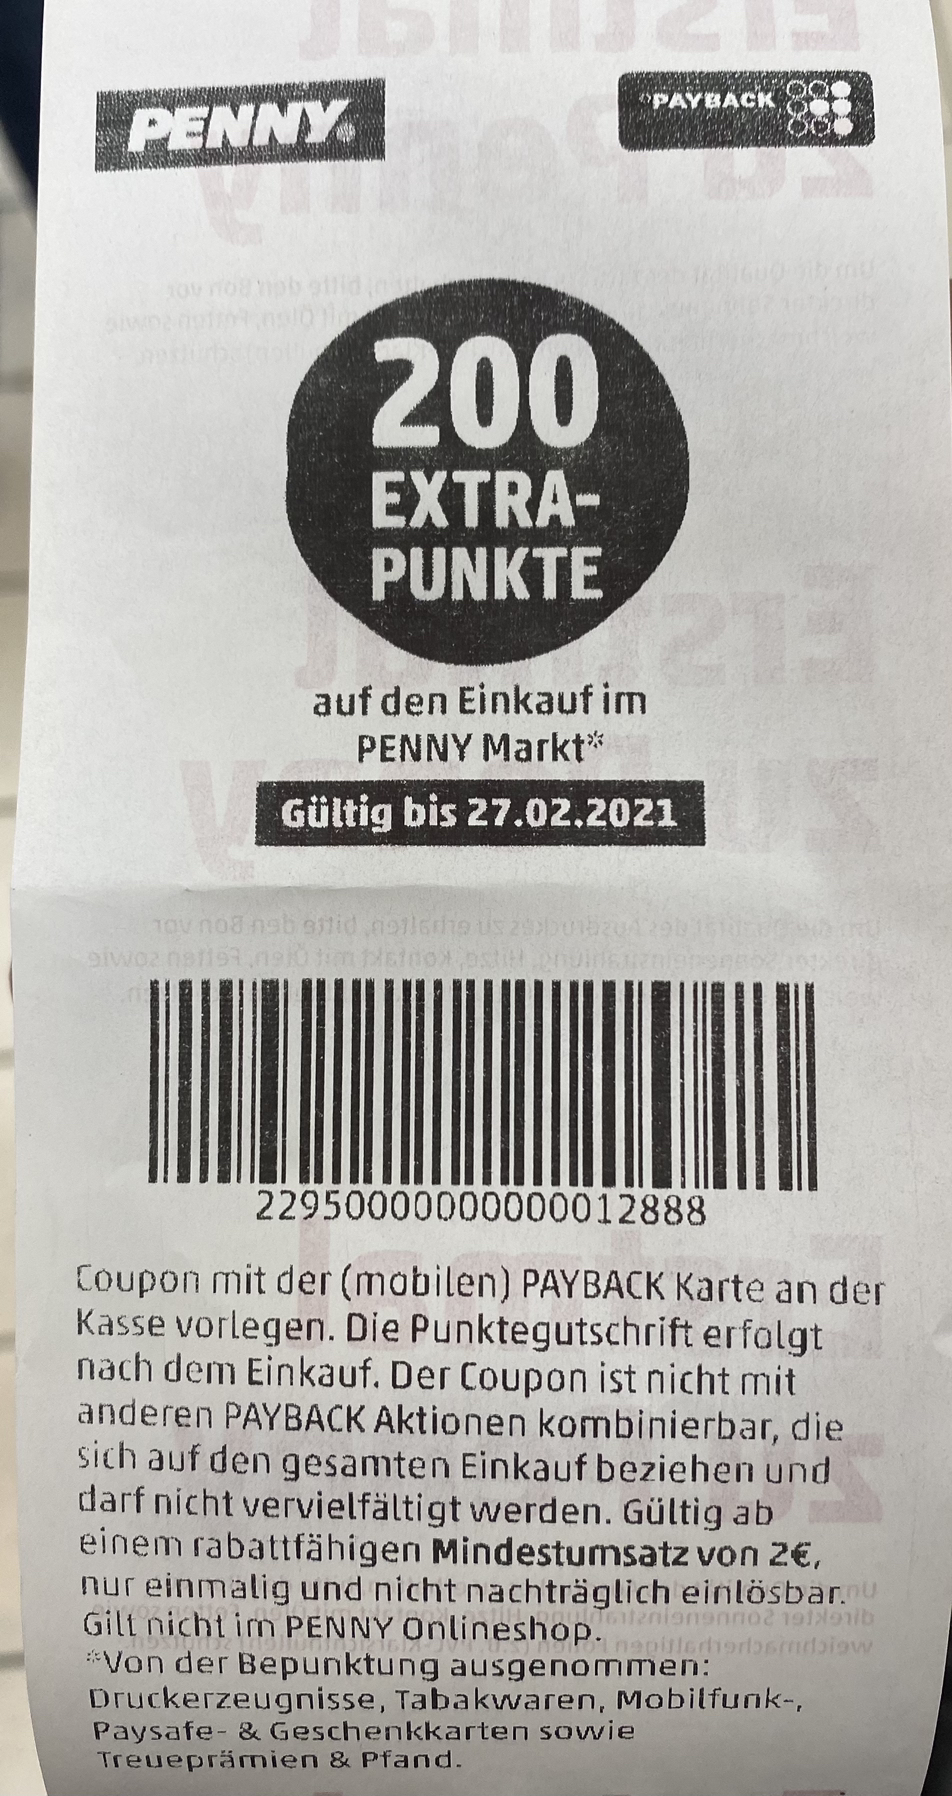 PENNY.
PAYBACK
200
EXTRA-
PUNKTE
auf den Einkauf im
PENNY Markt*
Gültig bis 27.02.2021
22950000000000012888
Coupon mit der (mobilen) PAYBACK Karte an der
Kasse vorlegen. Die Punktegutschrift erfolgt
nach dem Einkauf. Der Coupon ist nicht mit
anderen PAYBACK Aktionen kombinierbar, die
sich auf den gesamten Einkauf beziehen und
darf nicht vervielfältigt werden. Gültig ab
einem rabattfähigen Mindestumsatz von 2€,
nur einmalig und nicht nachträglich einlösbar.
Gilt nicht im PENNY Onlineshop.
*Von der Bepunktung ausgenommen:
Druckerzeugnisse, Tabakwaren, Mobilfunk-,
Paysafe- & Geschenkkarten sowie
Treueprämien & Pfand.